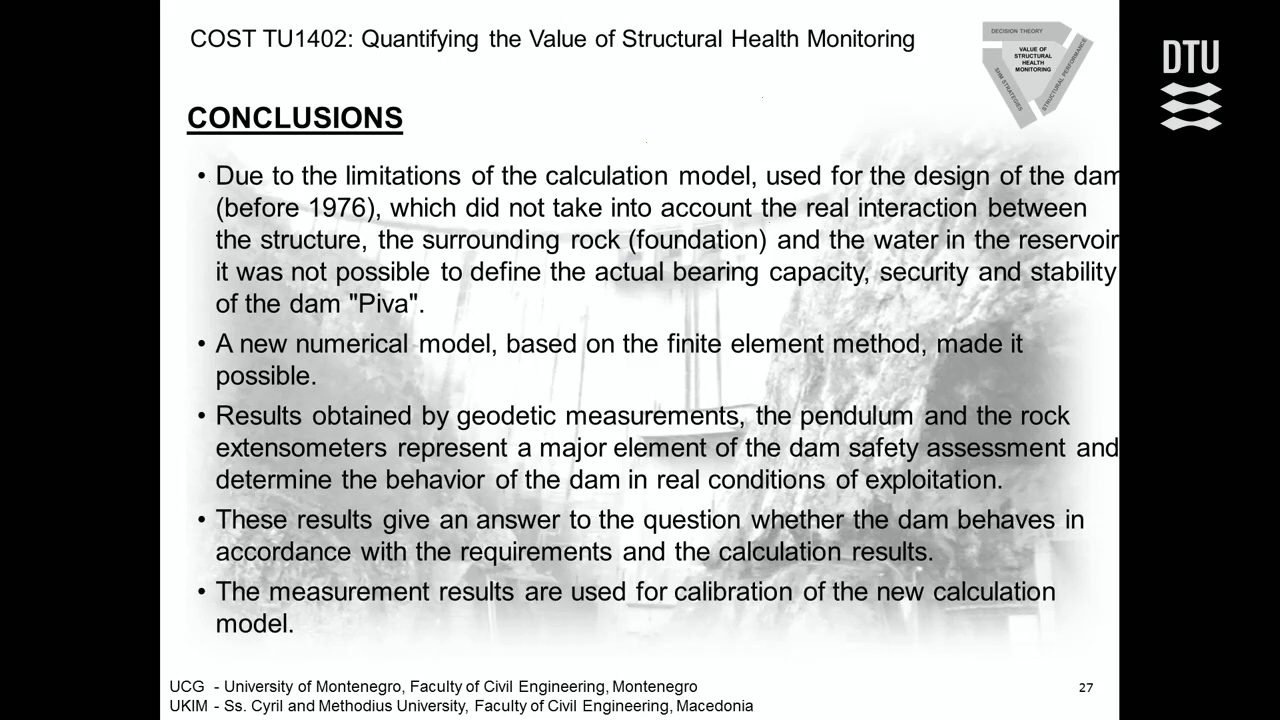 COST TU1402: Quantifying the Value of Structural Health Monitoring
DECISION THEORY
VALUE OF
STRUCTURAL
HEALTH
MONITORING
SHM STRATEGIES
STRUCTURAL PERFORMANCE
DTU
CONCLUSIONS
• Due to the limitations of the calculation model, used for the design of the dam
(before 1976), which did not take into account the real interaction between
the structure, the surrounding rock (foundation) and the water in the reservoir
it was not possible to define the actual bearing capacity, security and stability
of the dam "Piva".
• A new numerical model, based on the finite element method, made it
possible.
• Results obtained by geodetic measurements, the pendulum and the rock
extensometers represent a major element of the dam safety assessment and
determine the behavior of the dam in real conditions of exploitation.
• These results give an answer to the question whether the dam behaves in
accordance with the requirements and the calculation results.
• The measurement results are used for calibration of the new calculation
model.
UCG - University of Montenegro, Faculty of Civil Engineering, Montenegro
UKIM - Ss. Cyril and Methodius University, Faculty of Civil Engineering, Macedonia
27